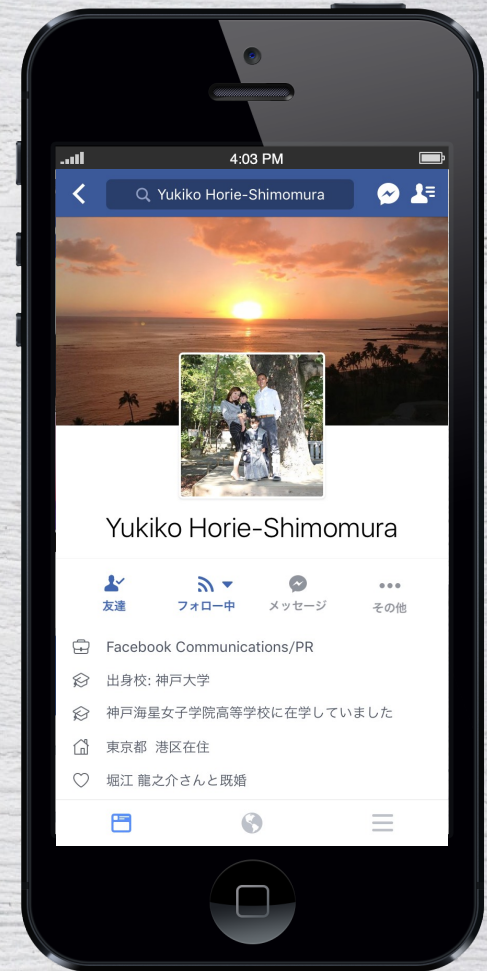 4:03 PM
Yukiko Horie-Shimomura
Yukiko Horie-Shimomura
友達 フォロー中 メッセージ その他
Facebook Communications/PR
出身校: 神戸大学
神戸海星女子学院高等学校に在学していました
東京都 港区在住
堀江 龍之介さんと既婚